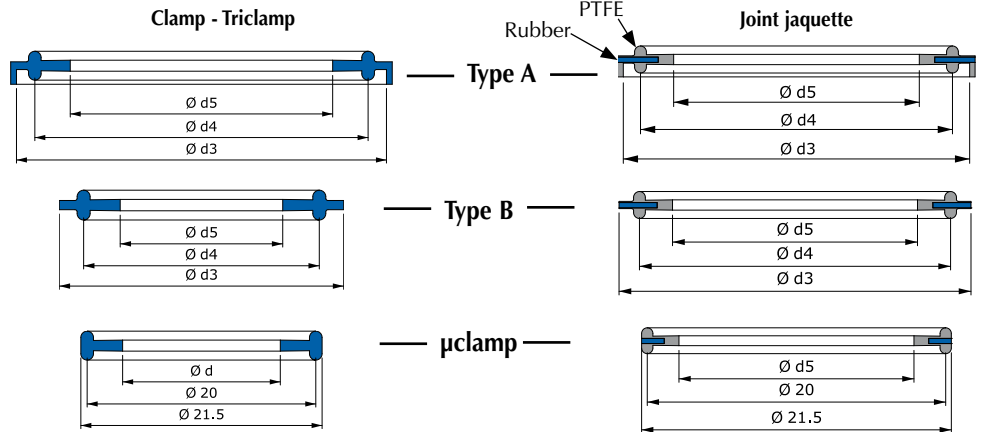 Clamp - Triclamp
PTFE
Rubber
Joint jaquette
Type A
Ø d5
Ø d4
Ø d3
Ø d5
Ø d4
Ø d3
Type B
Ø d5
Ø d4
Ø d3
Ø d5
Ø d4
Ø d3
µclamp
Ø d
Ø 20
Ø 21.5
Ø d5
Ø 20
Ø 21.5